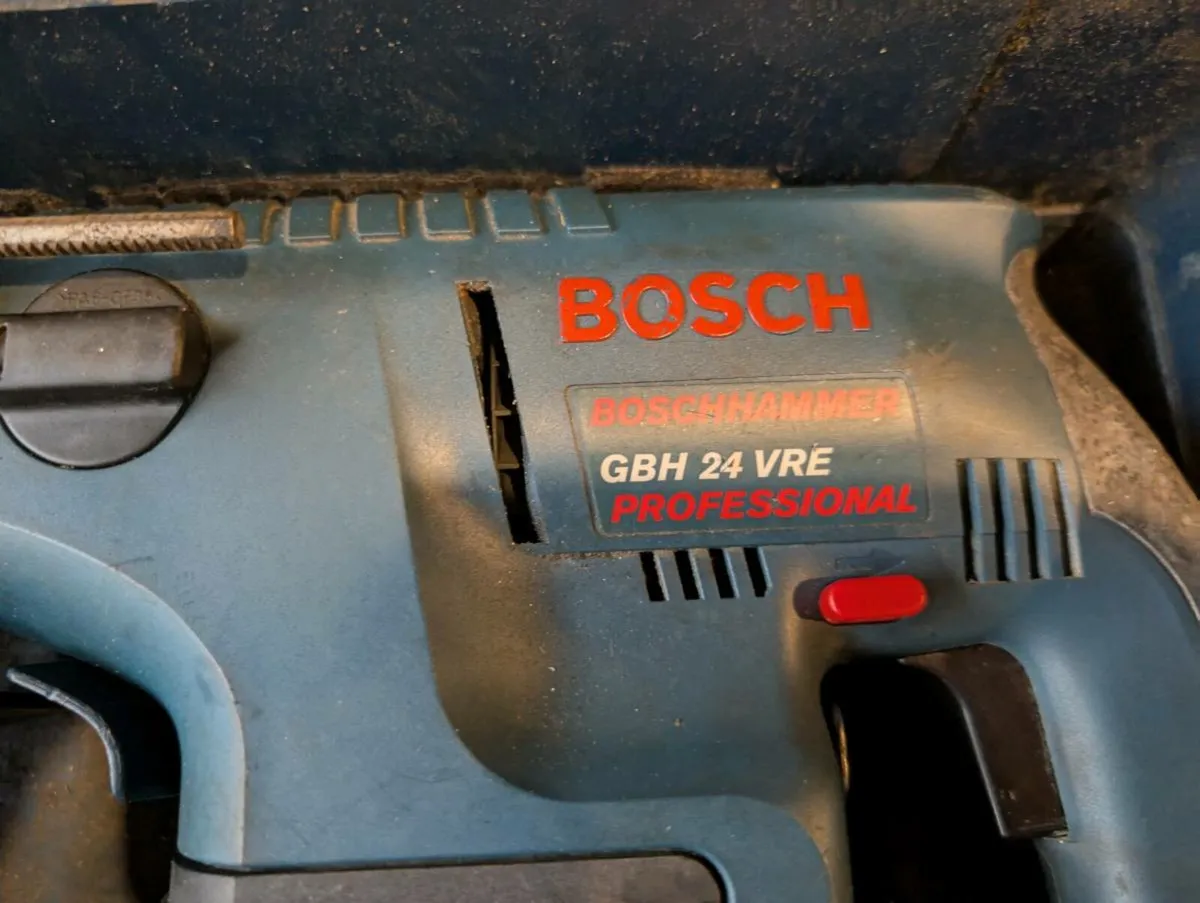 BOSCH
BOSCHHAMMER
GBH 24 VRE
PROFESSIONAL